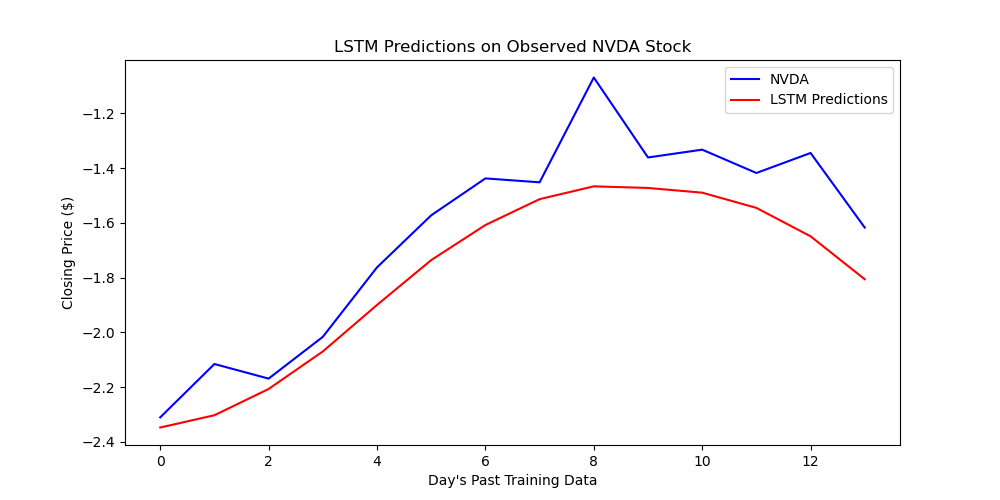 LSTM Predictions on Observed NVDA Stock
NVDA
LSTM Predictions
−1.2
−1.4
−1.6
−1.8
−2.0
−2.2
−2.4
Closing Price ($)
0 2 4 6 8 10 12
Day's Past Training Data